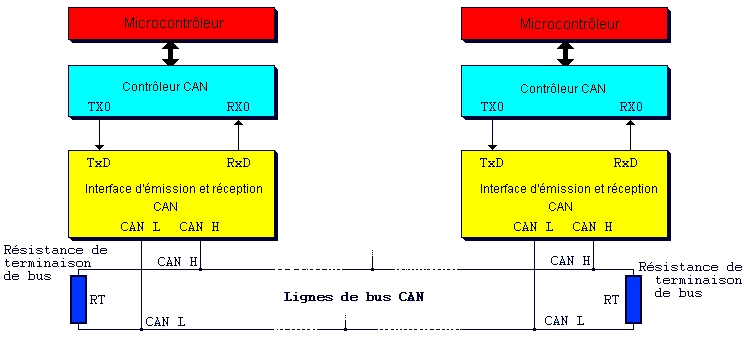 Microcontrôleur
Microcontrôleur
Contrôleur CAN
Contrôleur CAN
TX0 RX0
TX0 RX0
TxD RxD
TxD RxD
Interface d'émission et réception
CAN
Interface d'émission et réception
CAN
CAN L CAN H
CAN L CAN H
Résistance de
terminaison
de bus
CAN H
CAN H
Résistance de
terminaison
de bus
RT
Lignes de bus CAN
RT
CAN L
CAN L